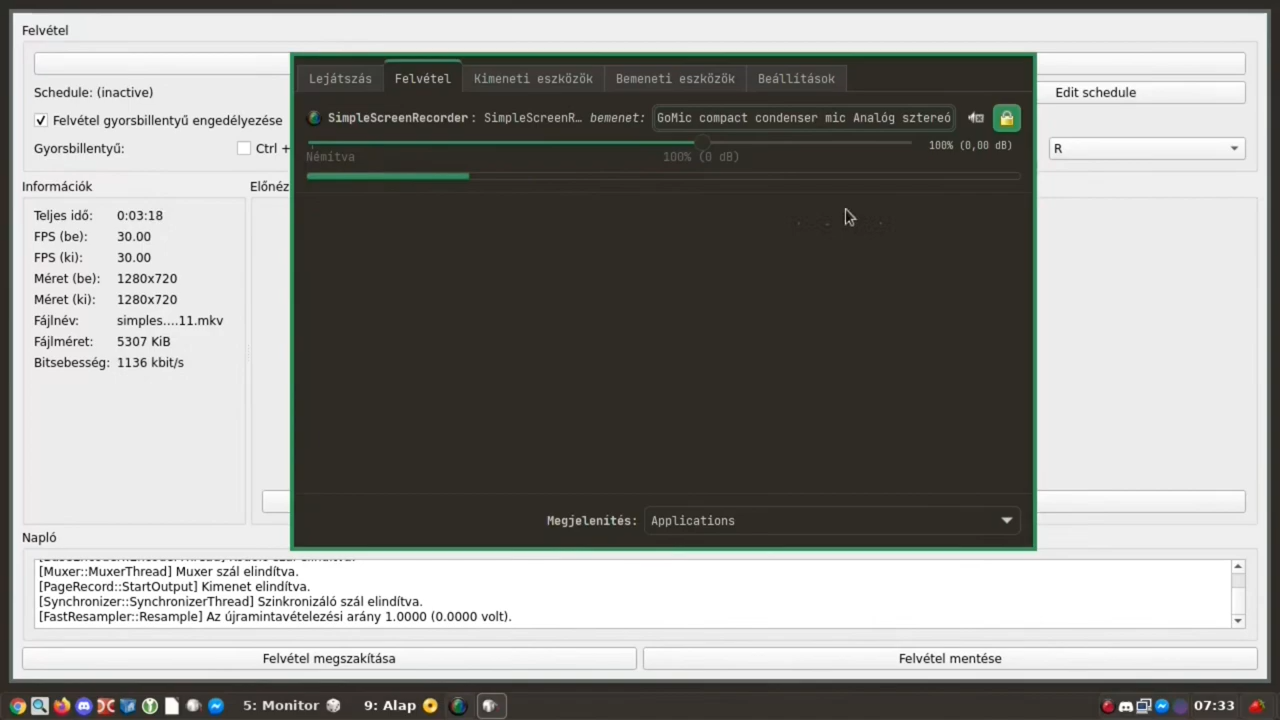 Felvétel
Schedule: (inactive)
Edit schedule
Felvétel gyorsbillentyű engedélyezése
Gyorsbillentyű:
Ctrl +
R
Lejátszás
Felvétel
Kimeneti eszközök
Bemeneti eszközök
Beállítások
SimpleScreenRecorder: SimpleScreenR… bemenet: GoMic compact condenser mic Analóg sztereó
100% (0,00 dB)
Némítva
100% (0 dB)
Megjelenítés: Applications
Információk
Előnéz
Teljes idő: 0:03:18
FPS (be): 30.00
FPS (ki): 30.00
Méret (be): 1280x720
Méret (ki): 1280x720
Fájlnév: simples....11.mkv
Fájlméret: 5307 KiB
Bitsebesség: 1136 kbit/s
Napló
[Muxer::MuxerThread] Muxer szál elindítva.
[PageRecord::StartOutput] Kimenet elindítva.
[Synchronizer::SynchronizerThread] Szinkronizáló szál elindítva.
[FastResampler::Resample] Az újramintavételezési arány 1.0000 (0.0000 volt).
Felvétel megszakítása
Felvétel mentése
5: Monitor
9: Alap
07:33